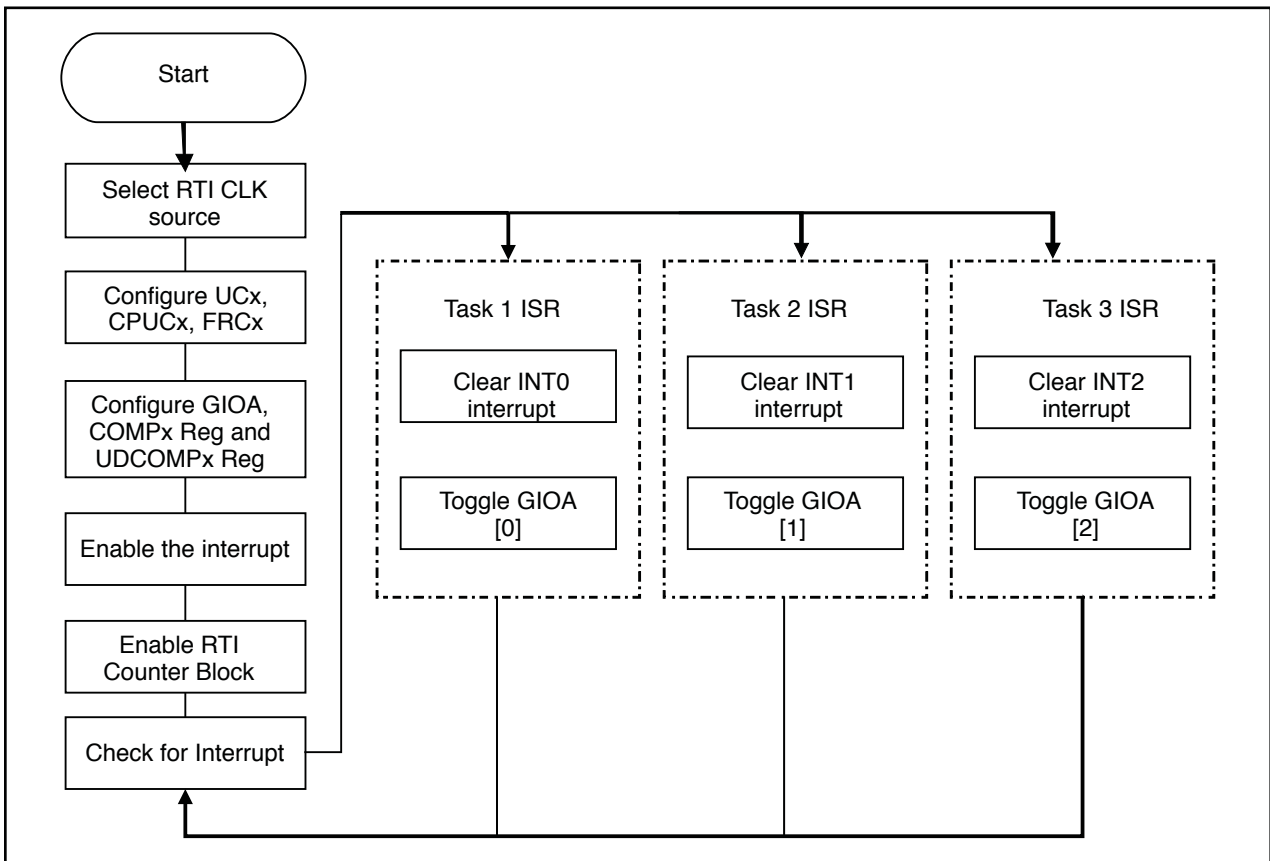 Start
Select RTI CLK
source
Configure UCx,
CPUCx, FRCx
Configure GIOA,
COMPx Reg and
UDCOMPx Reg
Enable the interrupt
Enable RTI
Counter Block
Check for Interrupt
Task 1 ISR
Clear INT0
interrupt
Toggle GIOA
[0]
Task 2 ISR
Clear INT1
interrupt
Toggle GIOA
[1]
Task 3 ISR
Clear INT2
interrupt
Toggle GIOA
[2]